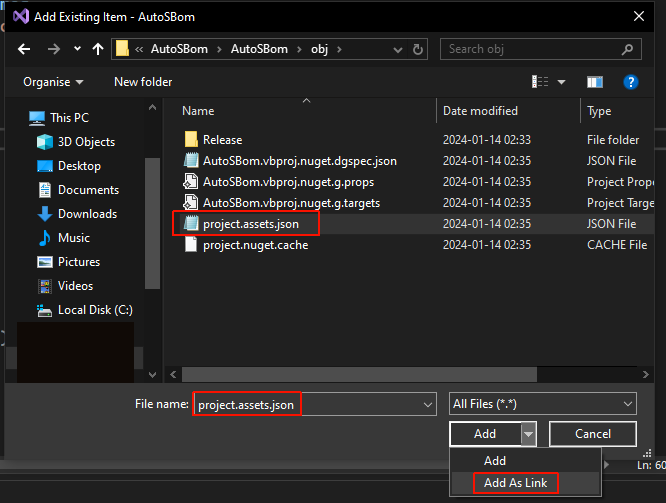 Add Existing Item - AutoSBom
« AutoSBom > AutoSBom > obj >
Search obj
Organise
New folder
This PC
3D Objects
Desktop
Documents
Downloads
Music
Pictures
Videos
Local Disk (C:)
Name Date modified Type
Release 2024-01-14 02:33 File folder
AutoSBom.vbproj.nuget.dgspec.json 2024-01-14 02:35 JSON File
AutoSBom.vbproj.nuget.g.props 2024-01-14 02:35 Project Prope
AutoSBom.vbproj.nuget.g.targets 2024-01-14 02:35 Project Targe
project.assets.json 2024-01-14 02:35 JSON File
project.nuget.cache 2024-01-14 02:35 CACHE File
File name: project.assets.json
All Files (*.*)
Add
Cancel
Add
Add As Link
Ln: 60